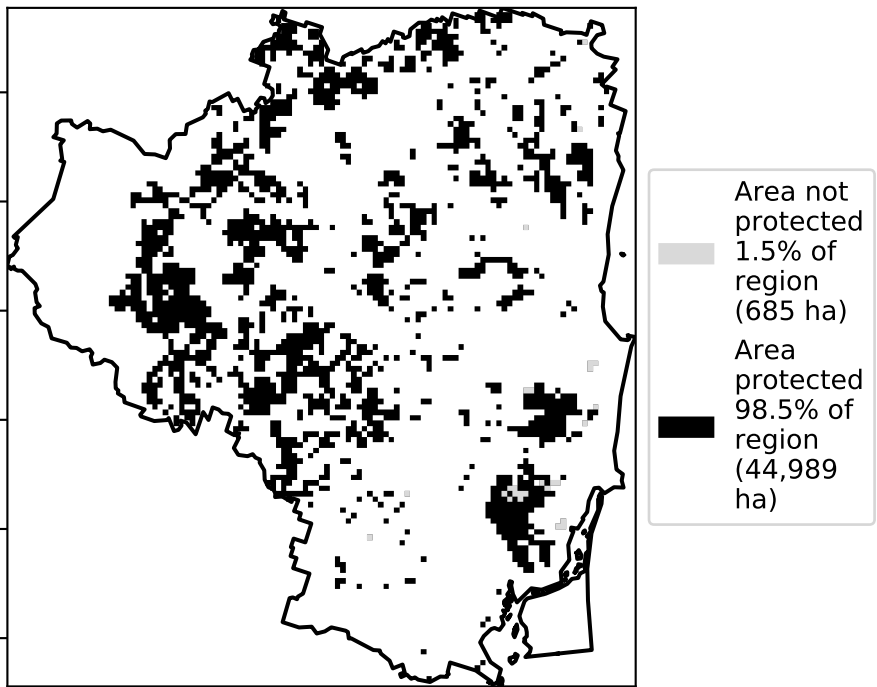 Area not
protected
1.5% of
region
(685 ha)
Area
protected
98.5% of
region
(44,989
ha)